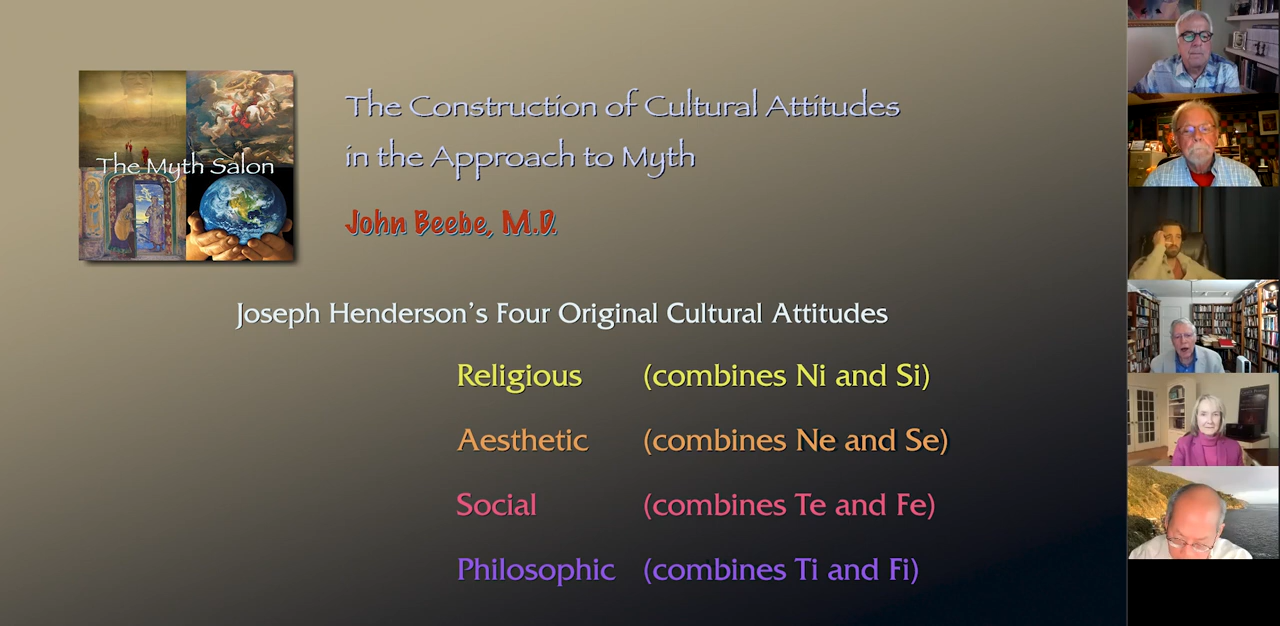 The Myth Salon
The Construction of Cultural Attitudes
in the Approach to Myth
John Beebe, M.D.
Joseph Henderson's Four Original Cultural Attitudes
Religious (combines Ni and Si)
Aesthetic (combines Ne and Se)
Social (combines Te and Fe)
Philosophic (combines Ti and Fi)